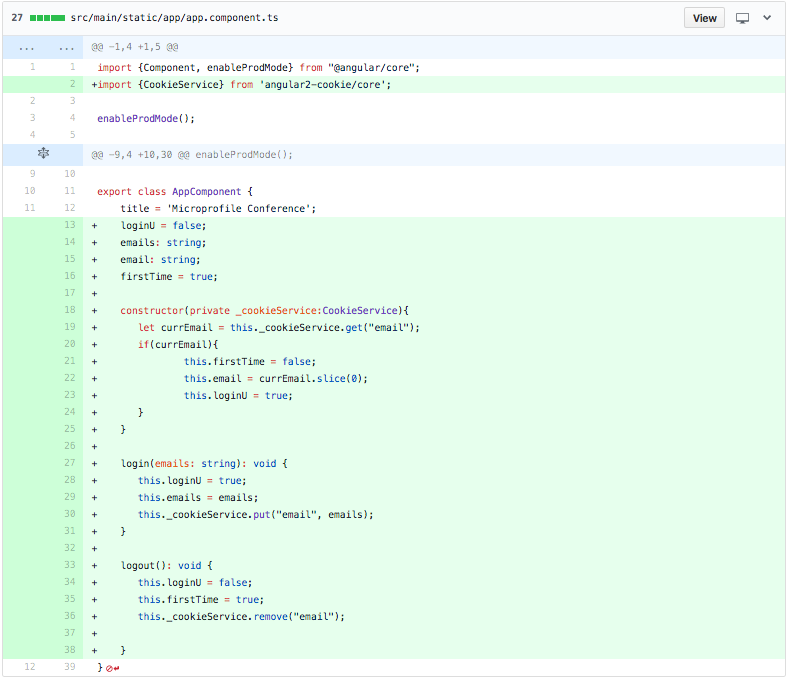 27 src/main/static/app/app.component.ts View
... ... @@ -1,4 +1,5 @@
1 1 import {Component, enableProdMode} from "@angular/core";
2 +import {CookieService} from 'angular2-cookie/core';
2 3
3 4 enableProdMode();
4 5
@@ -9,4 +10,30 @@ enableProdMode();
9 10
10 11 export class AppComponent {
11 12 title = 'Microprofile Conference';
13 + loginU = false;
14 + emails: string;
15 + email: string;
16 + firstTime = true;
17 +
18 + constructor(private _cookieService:CookieService){
19 + let currEmail = this._cookieService.get("email");
20 + if(currEmail){
21 + this.firstTime = false;
22 + this.email = currEmail.slice(0);
23 + this.loginU = true;
24 + }
25 + }
26 +
27 + login(emails: string): void {
28 + this.loginU = true;
29 + this.emails = emails;
30 + this._cookieService.put("email", emails);
31 + }
32 +
33 + logout(): void {
34 + this.loginU = false;
35 + this.firstTime = true;
36 + this._cookieService.remove("email");
37 +
38 + }
12 39 }